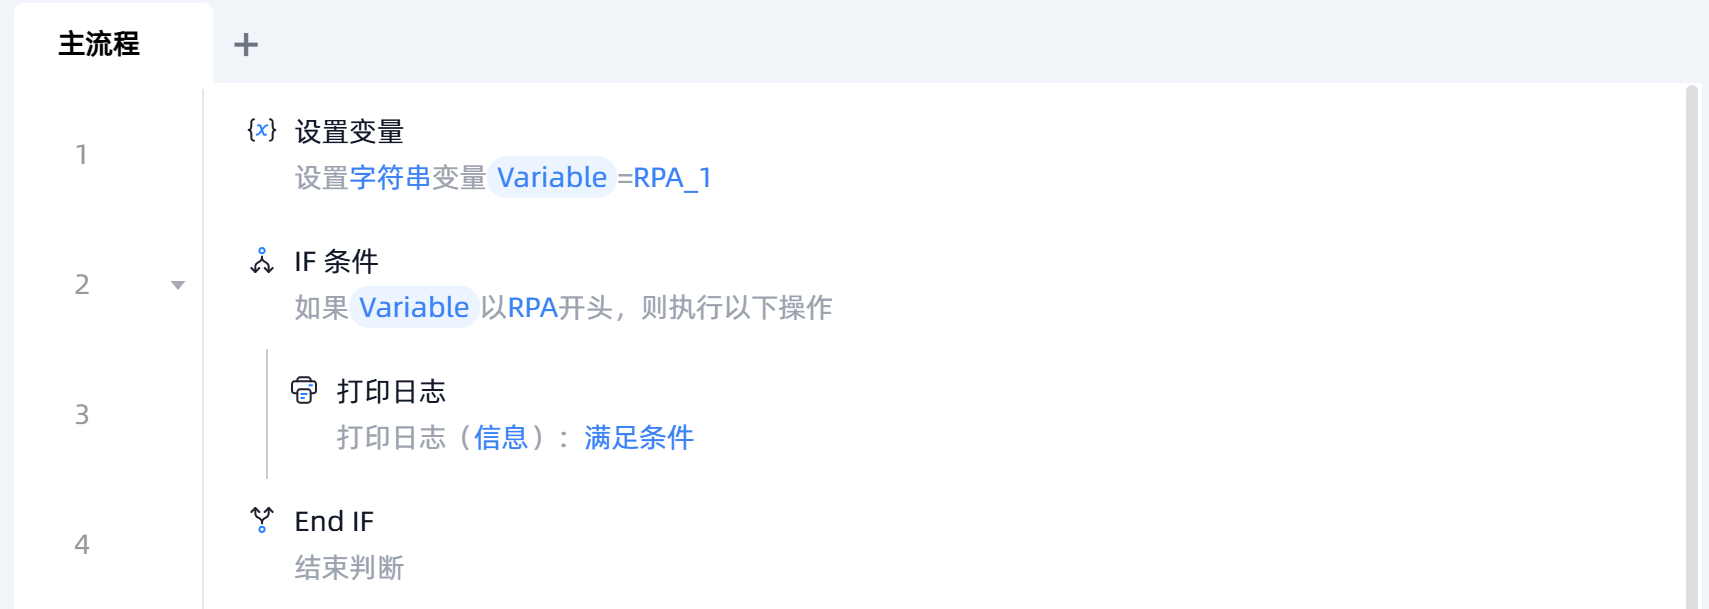 主流程
1
设置变量
设置字符串变量 Variable =RPA_1
2
IF 条件
如果 Variable 以RPA开头，则执行以下操作
3
打印日志
打印日志（信息）：满足条件
4
End IF
结束判断